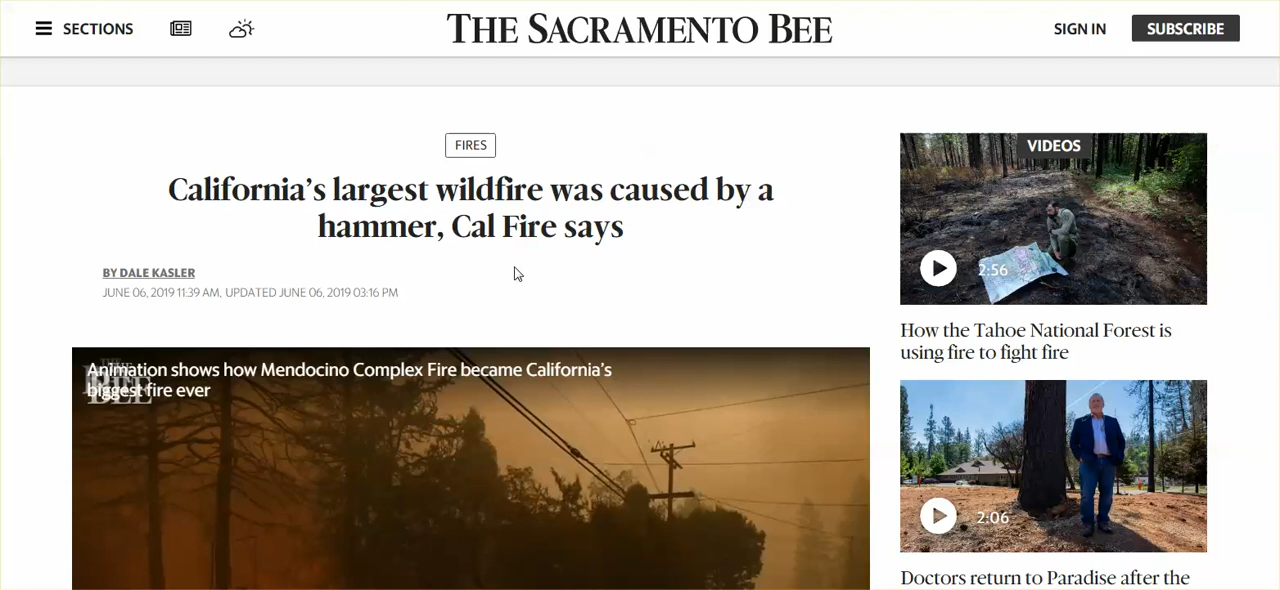 SECTIONS
THE SACRAMENTO BEE
SIGN IN
SUBSCRIBE
FIRES
California's largest wildfire was caused by a
hammer, Cal Fire says
BY DALE KASLER
JUNE 06, 2019 11:39 AM, UPDATED JUNE 06, 2019 03:16 PM
THE
BEE
Animation shows how Mendocino Complex Fire became California's
biggest fire ever
VIDEOS
2:56
How the Tahoe National Forest is
using fire to fight fire
2:06
Doctors return to Paradise after the